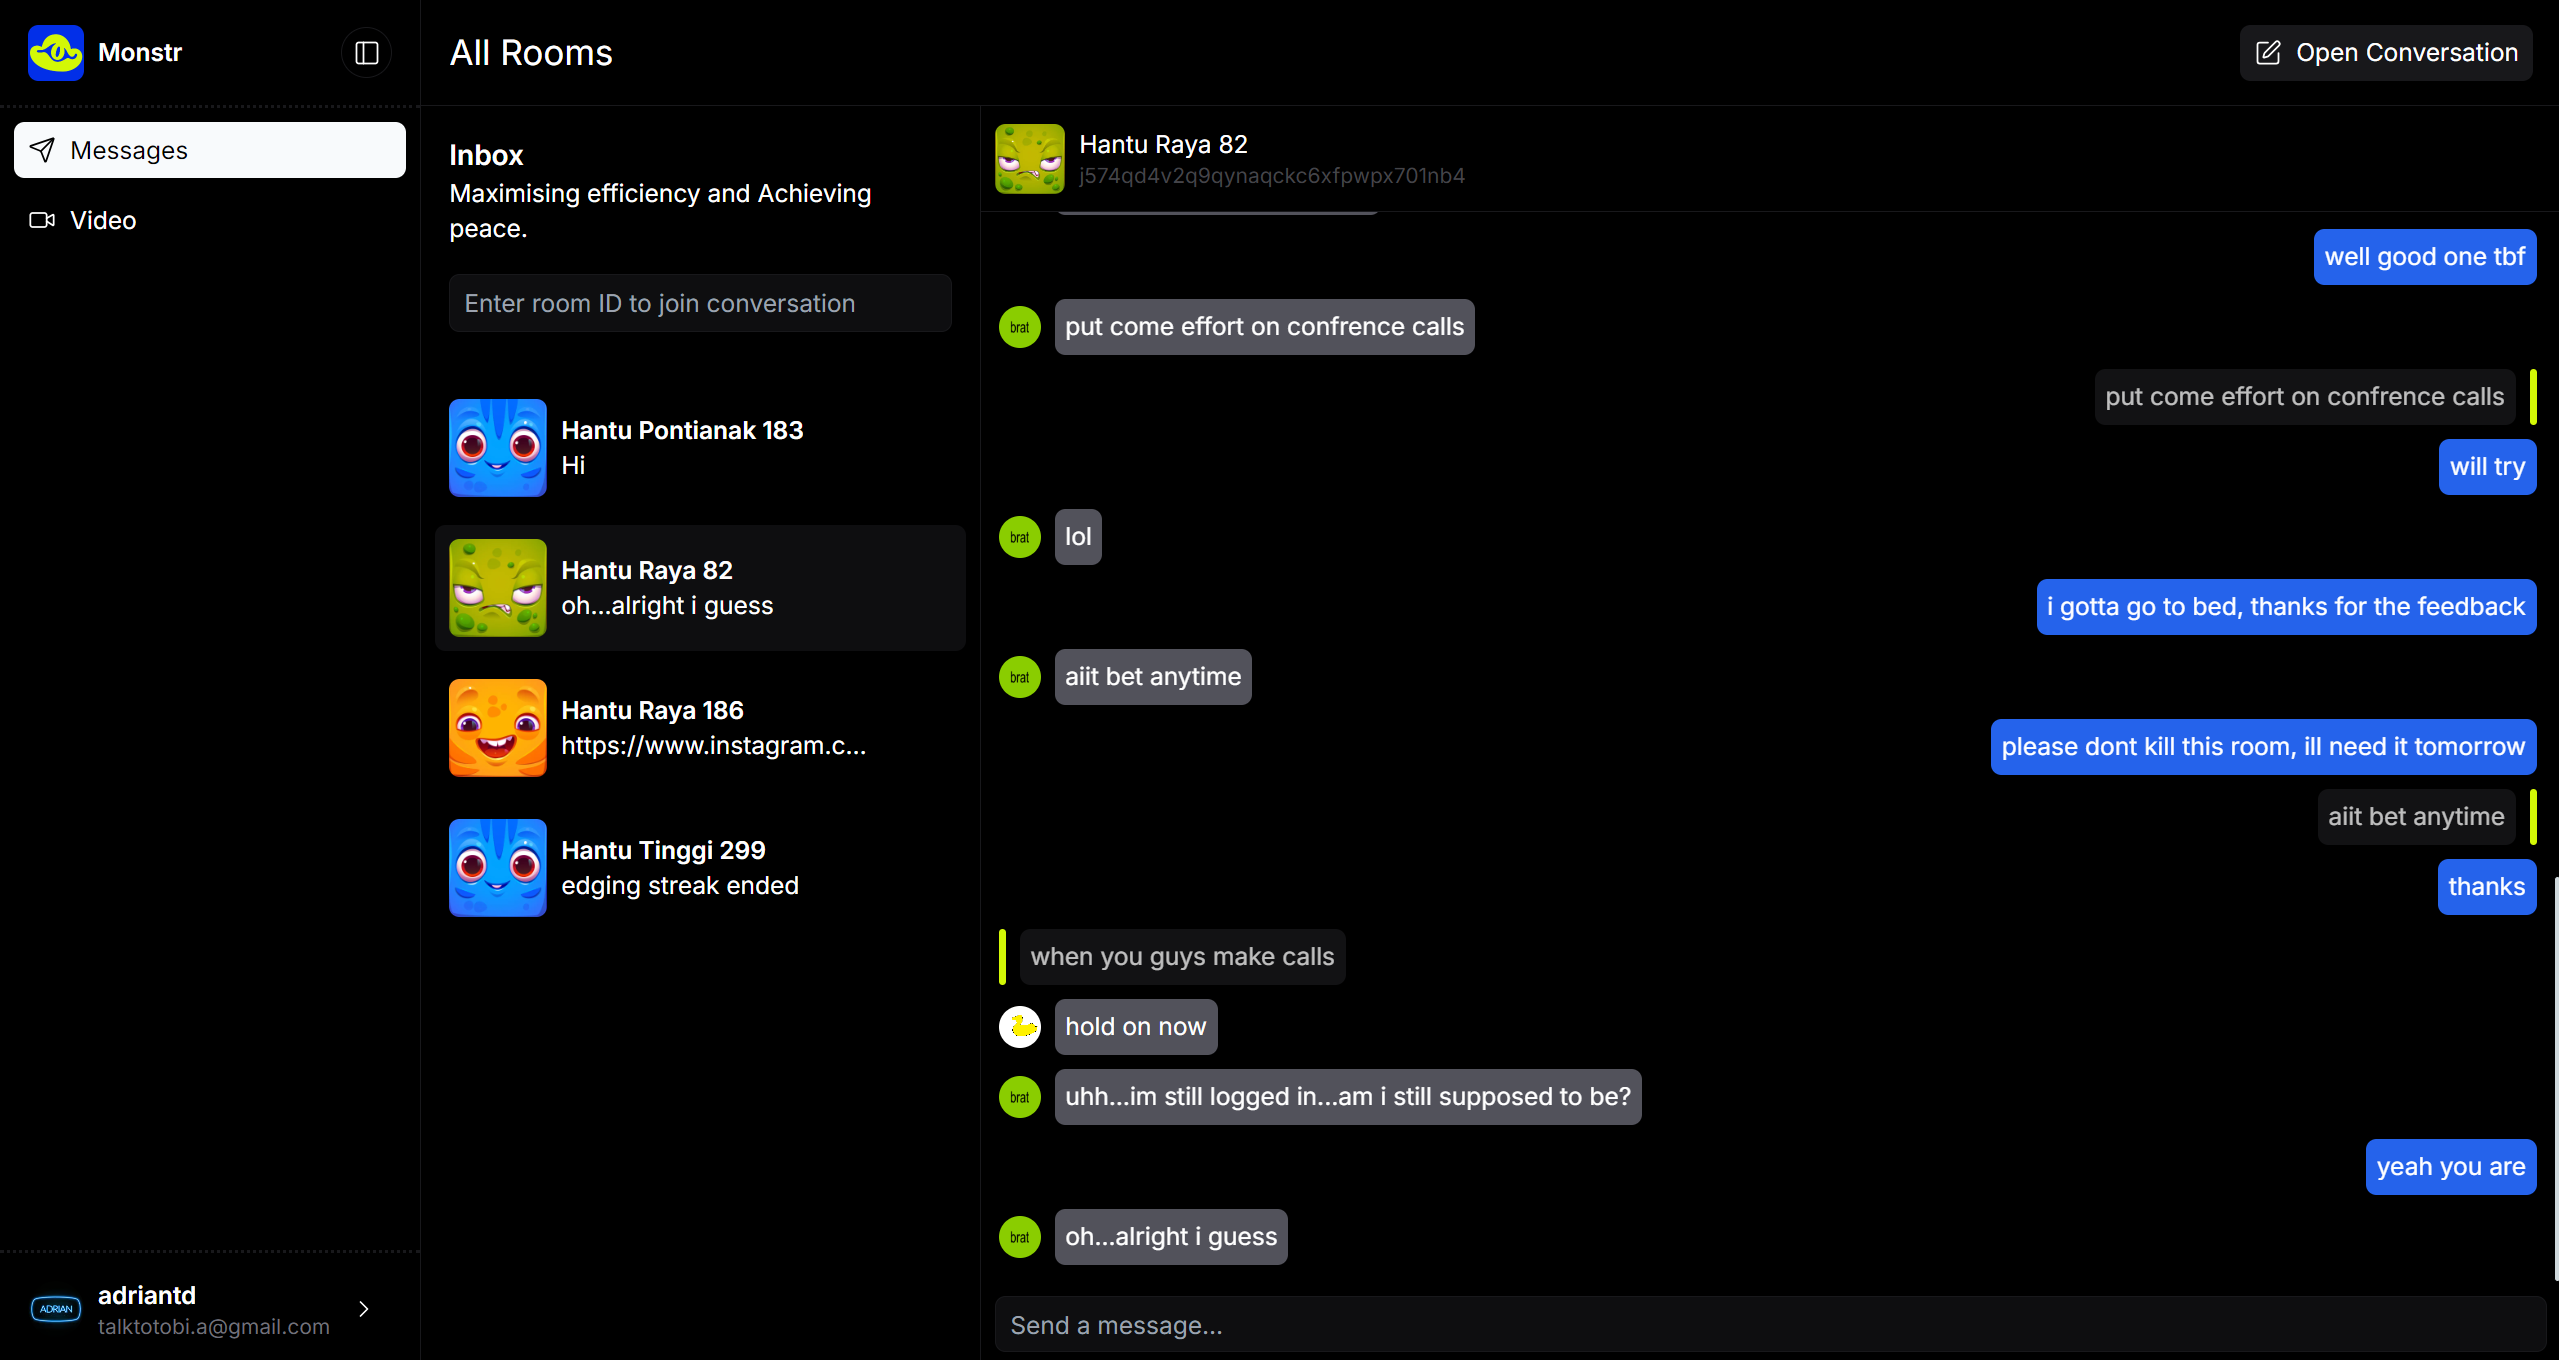 Monstr
All Rooms
Open Conversation
Messages
Video
Inbox
Maximising efficiency and Achieving
peace.
Enter room ID to join conversation
Hantu Pontianak 183
Hi
Hantu Raya 82
oh...alright i guess
Hantu Raya 186
https://www.instagram.c...
Hantu Tinggi 299
edging streak ended
ADRIAN
adriantd
talktotobi.a@gmail.com
Hantu Raya 82
j574qd4v2q9qynaqckc6xfpwpx701nb4
well good one tbf
brat
put come effort on confrence calls
put come effort on confrence calls
will try
brat
lol
i gotta go to bed, thanks for the feedback
brat
aiit bet anytime
please dont kill this room, ill need it tomorrow
aiit bet anytime
thanks
when you guys make calls
hold on now
brat
uhh...im still logged in...am i still supposed to be?
yeah you are
brat
oh...alright i guess
Send a message...